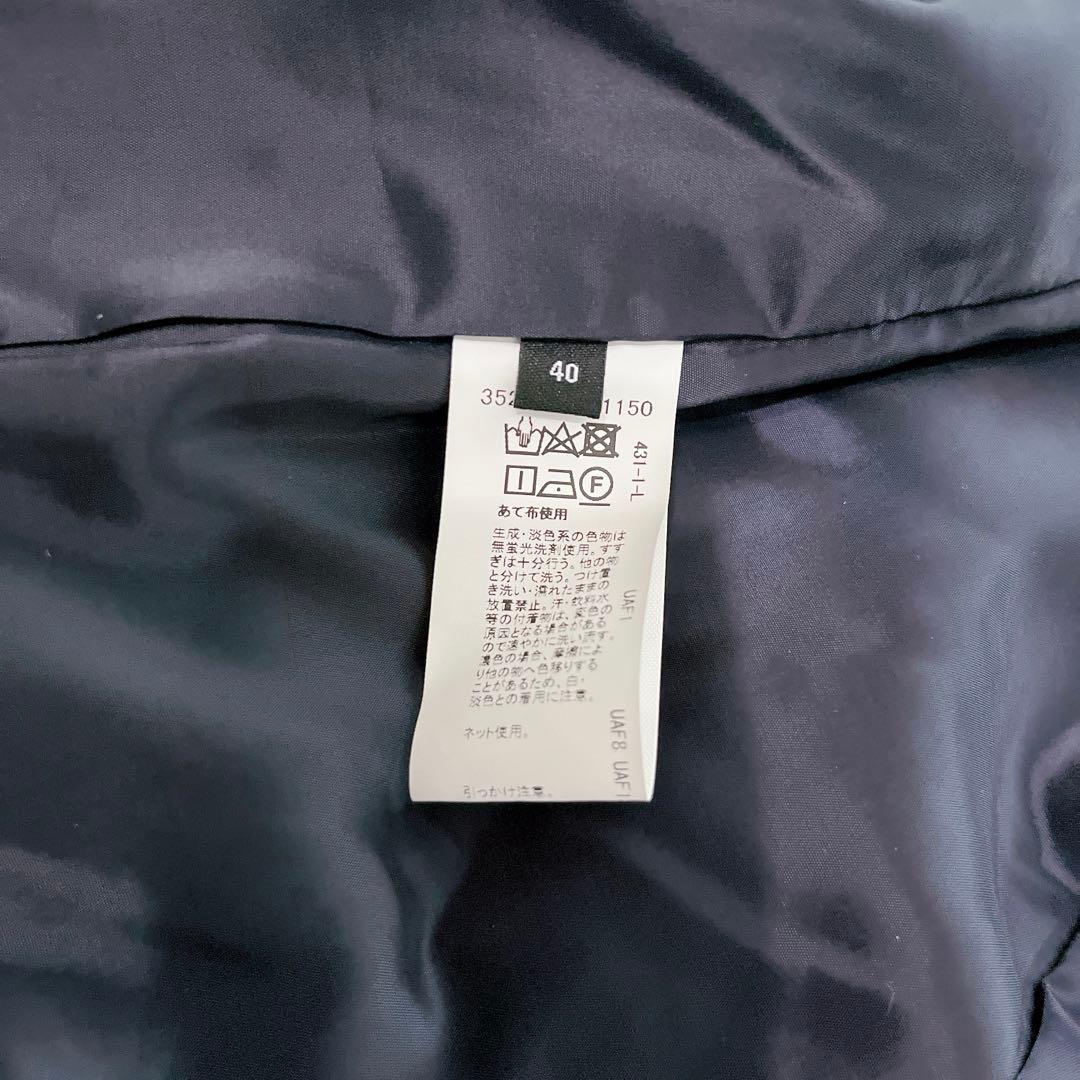 40
352 1150
431-1-L
F
あて布使用
生成・淡色系の色物は
無蛍光洗剤使用。すす
ぎは十分行う。他の物
と分けて洗う。つけ置
き洗い・濡れたままの
放置禁止。汗・飲料水
等の付着物は、変色の
原因となる場合がある
ので速やかに洗い流す。
濃色の場合、摩擦によ
り他の物へ色移りする
ことがあるため、白・
淡色との着用に注意。
ネット使用。
引っかけ注意。
UAF1
UAF8 UAF1